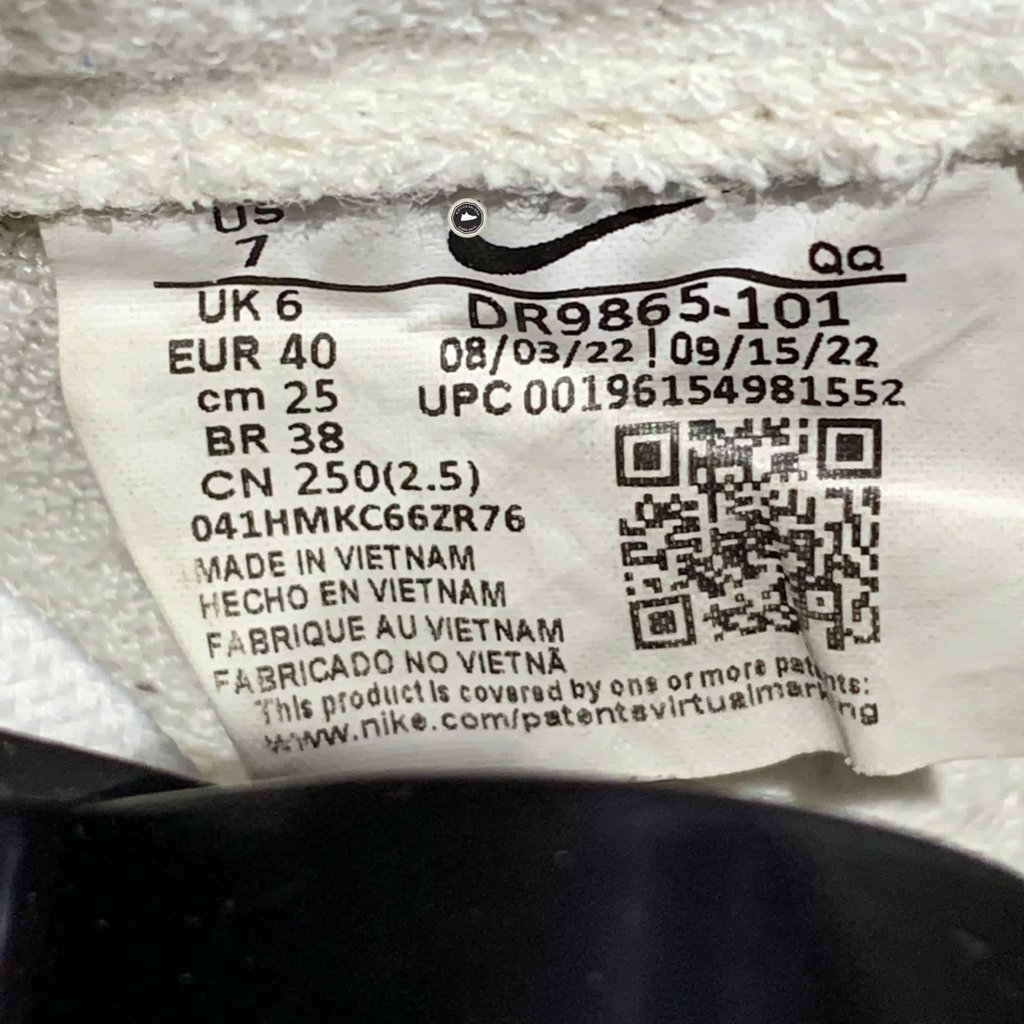 US
7
QQ
UK 6
DR9865-101
EUR 40
08/03/22 ! 09/15/22
cm 25
UPC 00196154981552
BR 38
CN 250(2.5)
041HMKC66ZR76
MADE IN VIETNAM
HECHO EN VIETNAM
FABRIQUE AU VIETNAM
FABRICADO NO VIETNÃ
This product is covered by one or more patents:
www.nike.com/patentsvirtualmarking